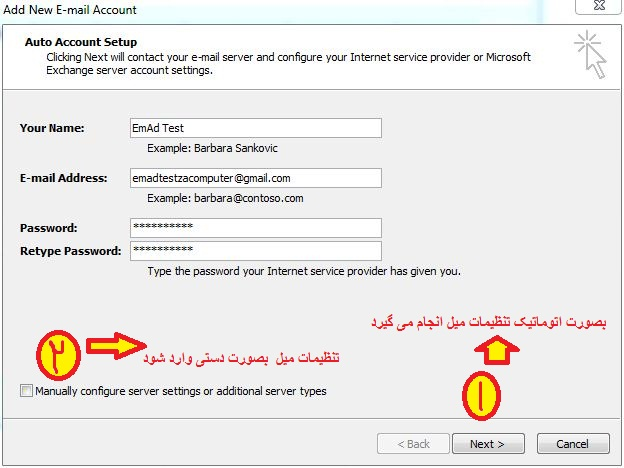 Add New E-mail Account
Auto Account Setup
Clicking Next will contact your e-mail server and configure your Internet service provider or Microsoft
Exchange server account settings.
Your Name: EmAd Test
Example: Barbara Sankovic
E-mail Address: emadtestzacomputer@gmail.com
Example: barbara@contoso.com
Password: **********
Retype Password: **********
Type the password your Internet service provider has given you.
بصورت اتوماتیک تنظیمات میل انجام می گیرد
۲
تنظیمات میل بصورت دستی وارد شود
۱
Manually configure server settings or additional server types
< Back Next > Cancel